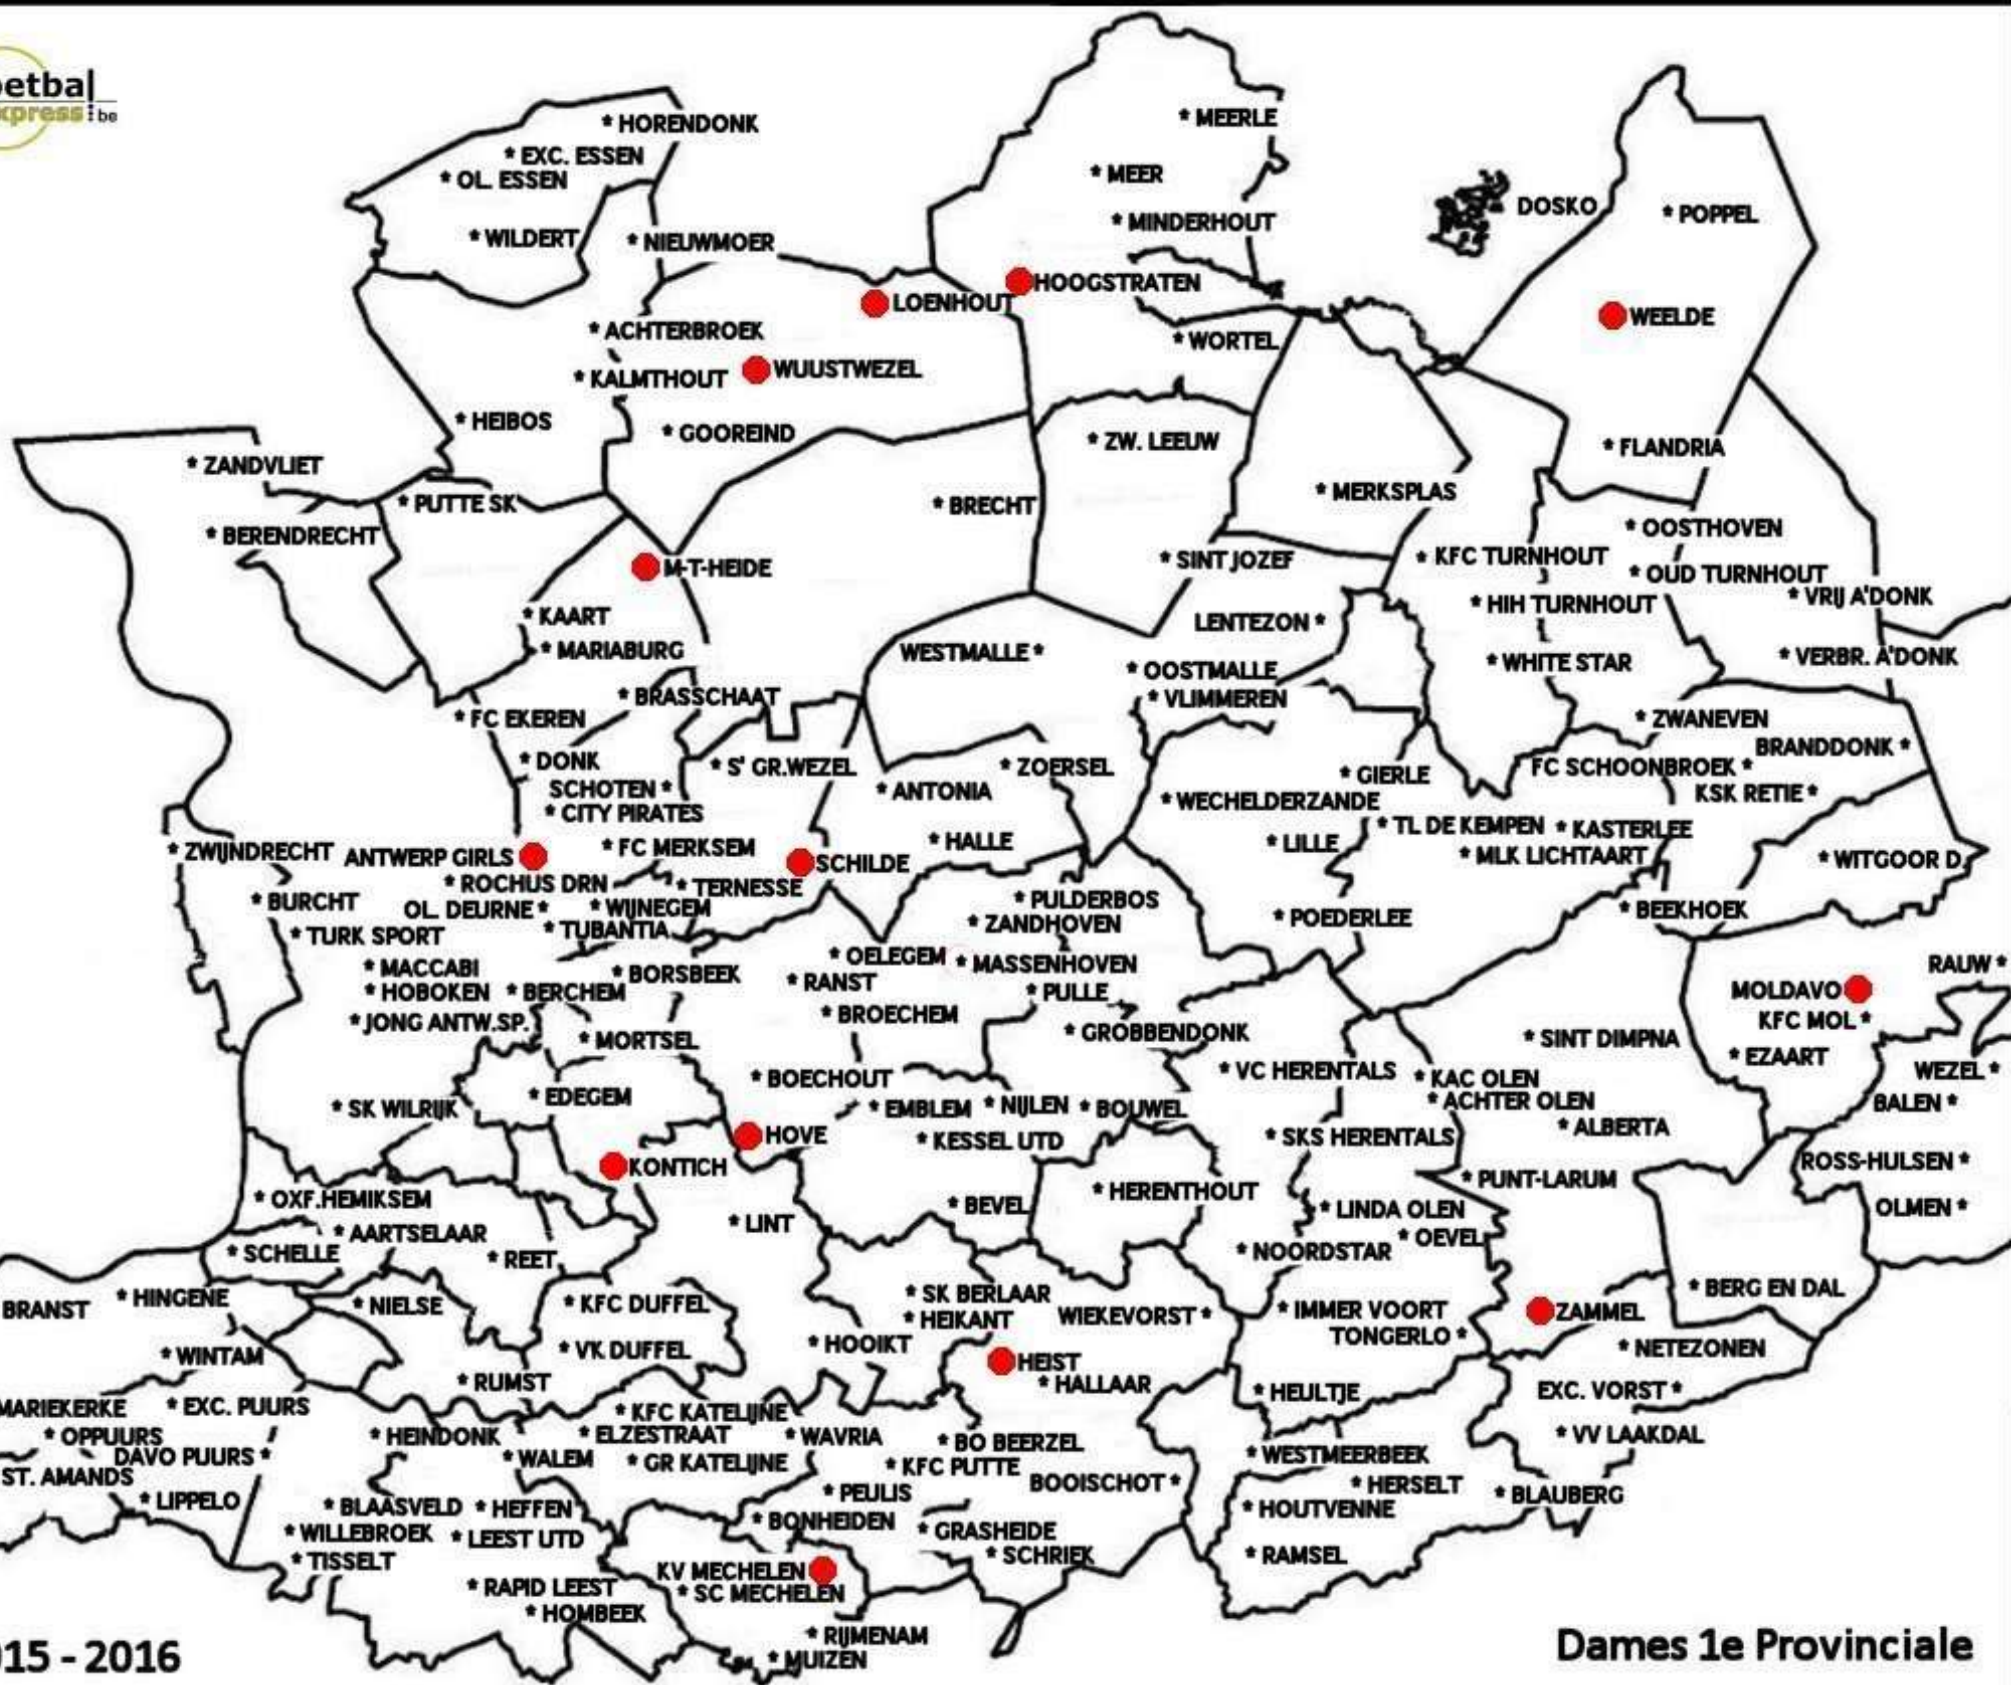 oetbal
xpress.be
* HORENDONK
* EXC. ESSEN
* OL. ESSEN
* WILDERT
* NIEUWMOER
* MEERLE
* MEER
* MINDERHOUT
DOSKO
* POPPEL
HOOGSTRATEN
LOENHOUT
WEELDE
* ACHTERBROEK
* WORTEL
WUUSTWEZEL
* KALMTHOUT
* HEIBOS
* GOOREIND
* ZW. LEEUW
* FLANDRIA
* ZANDVLIET
* PUTTE SK
* BRECHT
* MERKSPLAS
* BERENDRECHT
* OOSTHOVEN
* SINT JOZEF
* KFC TURNHOUT
M-T-HEIDE
* OUD TURNHOUT
* VRIJ A'DONK
* HIH TURNHOUT
* KAART
LENTEZON *
* MARIABURG
WESTMALLE *
* VERBR. A'DONK
* WHITE STAR
* OOSTMALLE
* BRASSCHAAT
* VLIMMEREN
* FC EKEREN
* ZWANEVEN
BRANDDONK *
* DONK
* S' GR.WEZEL
* ZOERSEL
* GIERLE
FC SCHOONBROEK *
SCHOTEN *
* ANTONIA
KSK RETIE *
* WECHELDERZANDE
* CITY PIRATES
* TL DE KEMPEN
* KASTERLEE
* HALLE
* LILLE
* ZWIJNDRECHT
ANTWERP GIRLS
* FC MERKSEM
* MLK LICHTAART
SCHILDE
* WITGOOR D.
* ROCHUS DRN
* TERNESSE
* BURCHT
* PULDERBOS
OL. DEURNE *
* WIJNEGEM
* BEEKHOEK
* POEDERLEE
* ZANDHOVEN
* TUBANTIA
* TURK SPORT
* OELEGEM
* MASSENHOVEN
RAUW *
* MACCABI
* BORSBEEK
* RANST
* HOBOKEN
* BERCHEM
* PULLE
MOLDAVO
* BROECHEM
KFC MOL *
* JONG ANTW.SP.
* GROBBENDONK
* MORTSEL
* SINT DIMPNA
* EZAART
* VC HERENTALS
WEZEL *
* BOECHOUT
* KAC OLEN
* EDEGEM
* ACHTER OLEN
BALEN *
* SK WILRIJK
* EMBLEM
* NIJLEN
* BOUWEL
* ALBERTA
HOVE
* KESSEL UTD
* SKS HERENTALS
ROSS-HULSEN *
KONTICH
* PUNT-LARUM
* HERENTHOUT
* OXF.HEMIKSEM
* BEVEL
OLMEN *
* LINDA OLEN
* LINT
* AARTSELAAR
* OEVEL
* SCHELLE
* REET
* NOORDSTAR
* BERG EN DAL
* SK BERLAAR
* HINGENE
* NIELSE
* KFC DUFFEL
BRANST
* HEIKANT
WIEKEVORST *
* IMMER VOORT
ZAMMEL
TONGERLO *
* HOOIKT
* VK DUFFEL
* NETEZONEN
* WINTAM
HEIST
* RUMST
* HALLAAR
* HEULTJE
EXC. VORST *
MARIEKERKE
* EXC. PUURS
* KFC KATELIJNE
* OPPUURS
* HEINDONK
* ELZESTRAAT
* WAVRIA
* VV LAAKDAL
* BO BEERZEL
DAVO PUURS *
* WALEM
* GR KATELIJNE
* WESTMEERBEEK
* KFC PUTTE
ST. AMANDS
BOOISCHOT *
* HERSELT
* LIPPELO
* PEULIS
* BLAUBERG
* BLAASVELD
* HEFFEN
* HOUTVENNE
* BONHEIDEN
* WILLEBROEK
* LEEST UTD
* GRASHEIDE
* TISSELT
* SCHRIEK
* RAMSEL
KV MECHELEN
* RAPID LEEST
* SC MECHELEN
* HOMBEEK
* RIJMENAM
* MUIZEN
015 - 2016
Dames 1e Provinciale